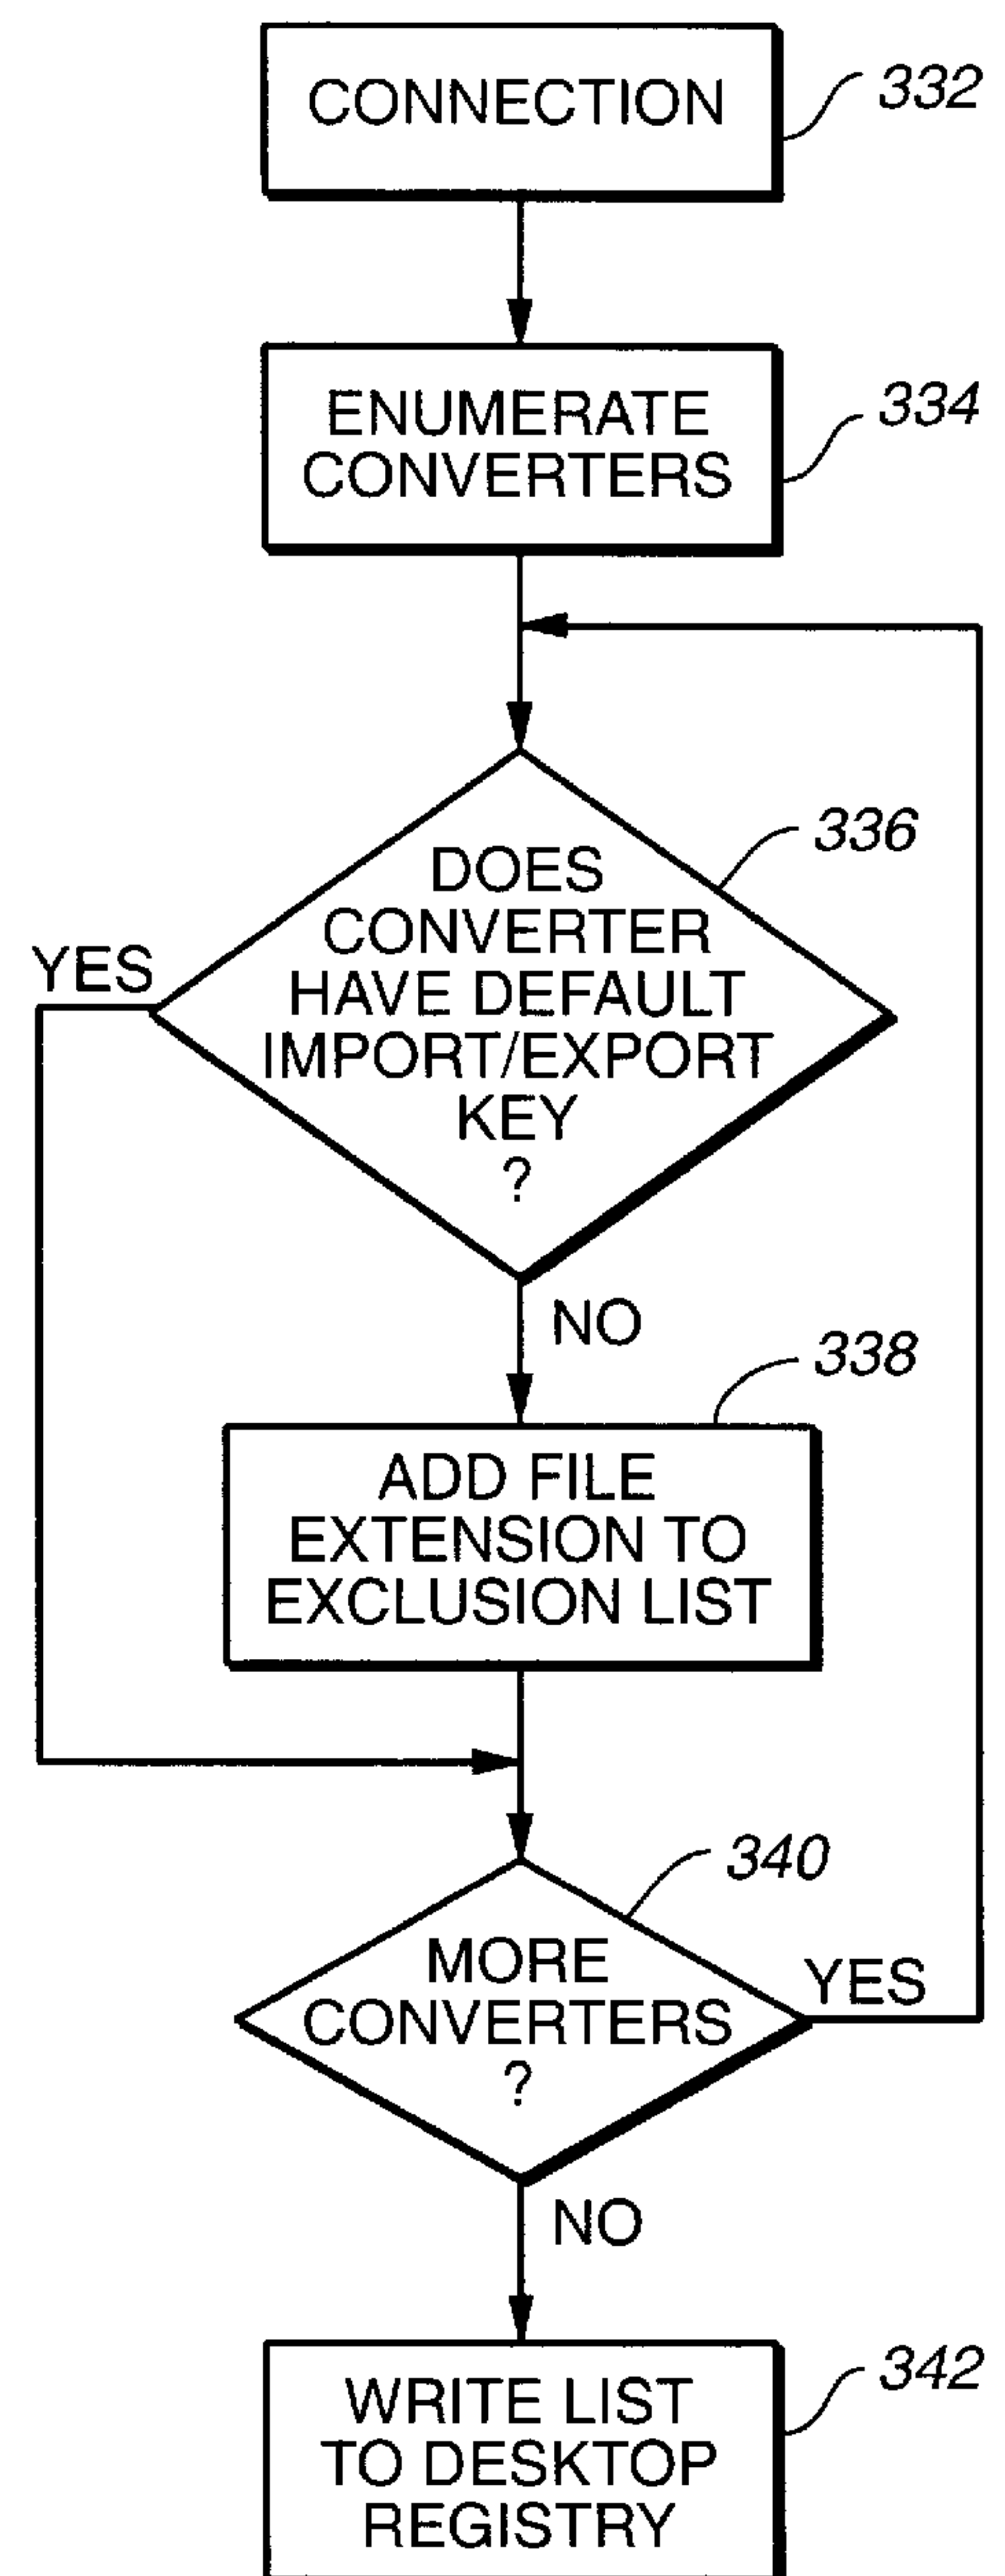 CONNECTION
332
ENUMERATE
CONVERTERS
334
336
DOES
CONVERTER
HAVE DEFAULT
IMPORT/EXPORT
KEY
?
YES
NO
338
ADD FILE
EXTENSION TO
EXCLUSION LIST
340
MORE
CONVERTERS
?
YES
NO
342
WRITE LIST
TO DESKTOP
REGISTRY